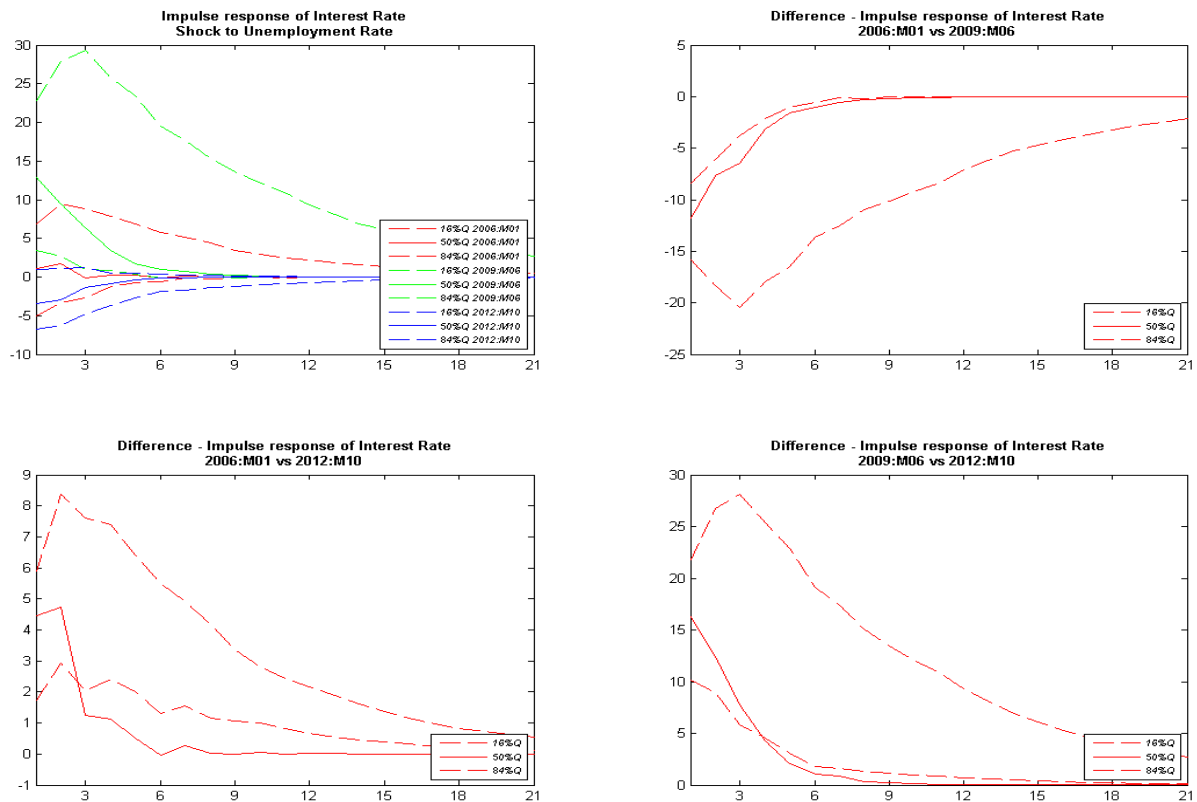 Impulse response of Interest Rate
Shock to Unemployment Rate
30
25
20
15
10
5
0
-5
-10
3
6
9
12
15
18
21
16%Q 2006:M01
50%Q 2006:M01
84%Q 2006:M01
16%Q 2009:M06
50%Q 2009:M06
84%Q 2009:M06
16%Q 2012:M10
50%Q 2012:M10
84%Q 2012:M10
Difference - Impulse response of Interest Rate
2006:M01 vs 2009:M06
5
0
-5
-10
-15
-20
-25
3
6
9
12
15
18
21
16%Q
50%Q
84%Q
Difference - Impulse response of Interest Rate
2006:M01 vs 2012:M10
9
8
7
6
5
4
3
2
1
0
-1
3
6
9
12
15
18
21
16%Q
50%Q
84%Q
Difference - Impulse response of Interest Rate
2009:M06 vs 2012:M10
30
25
20
15
10
5
0
3
6
9
12
15
18
21
16%Q
50%Q
84%Q